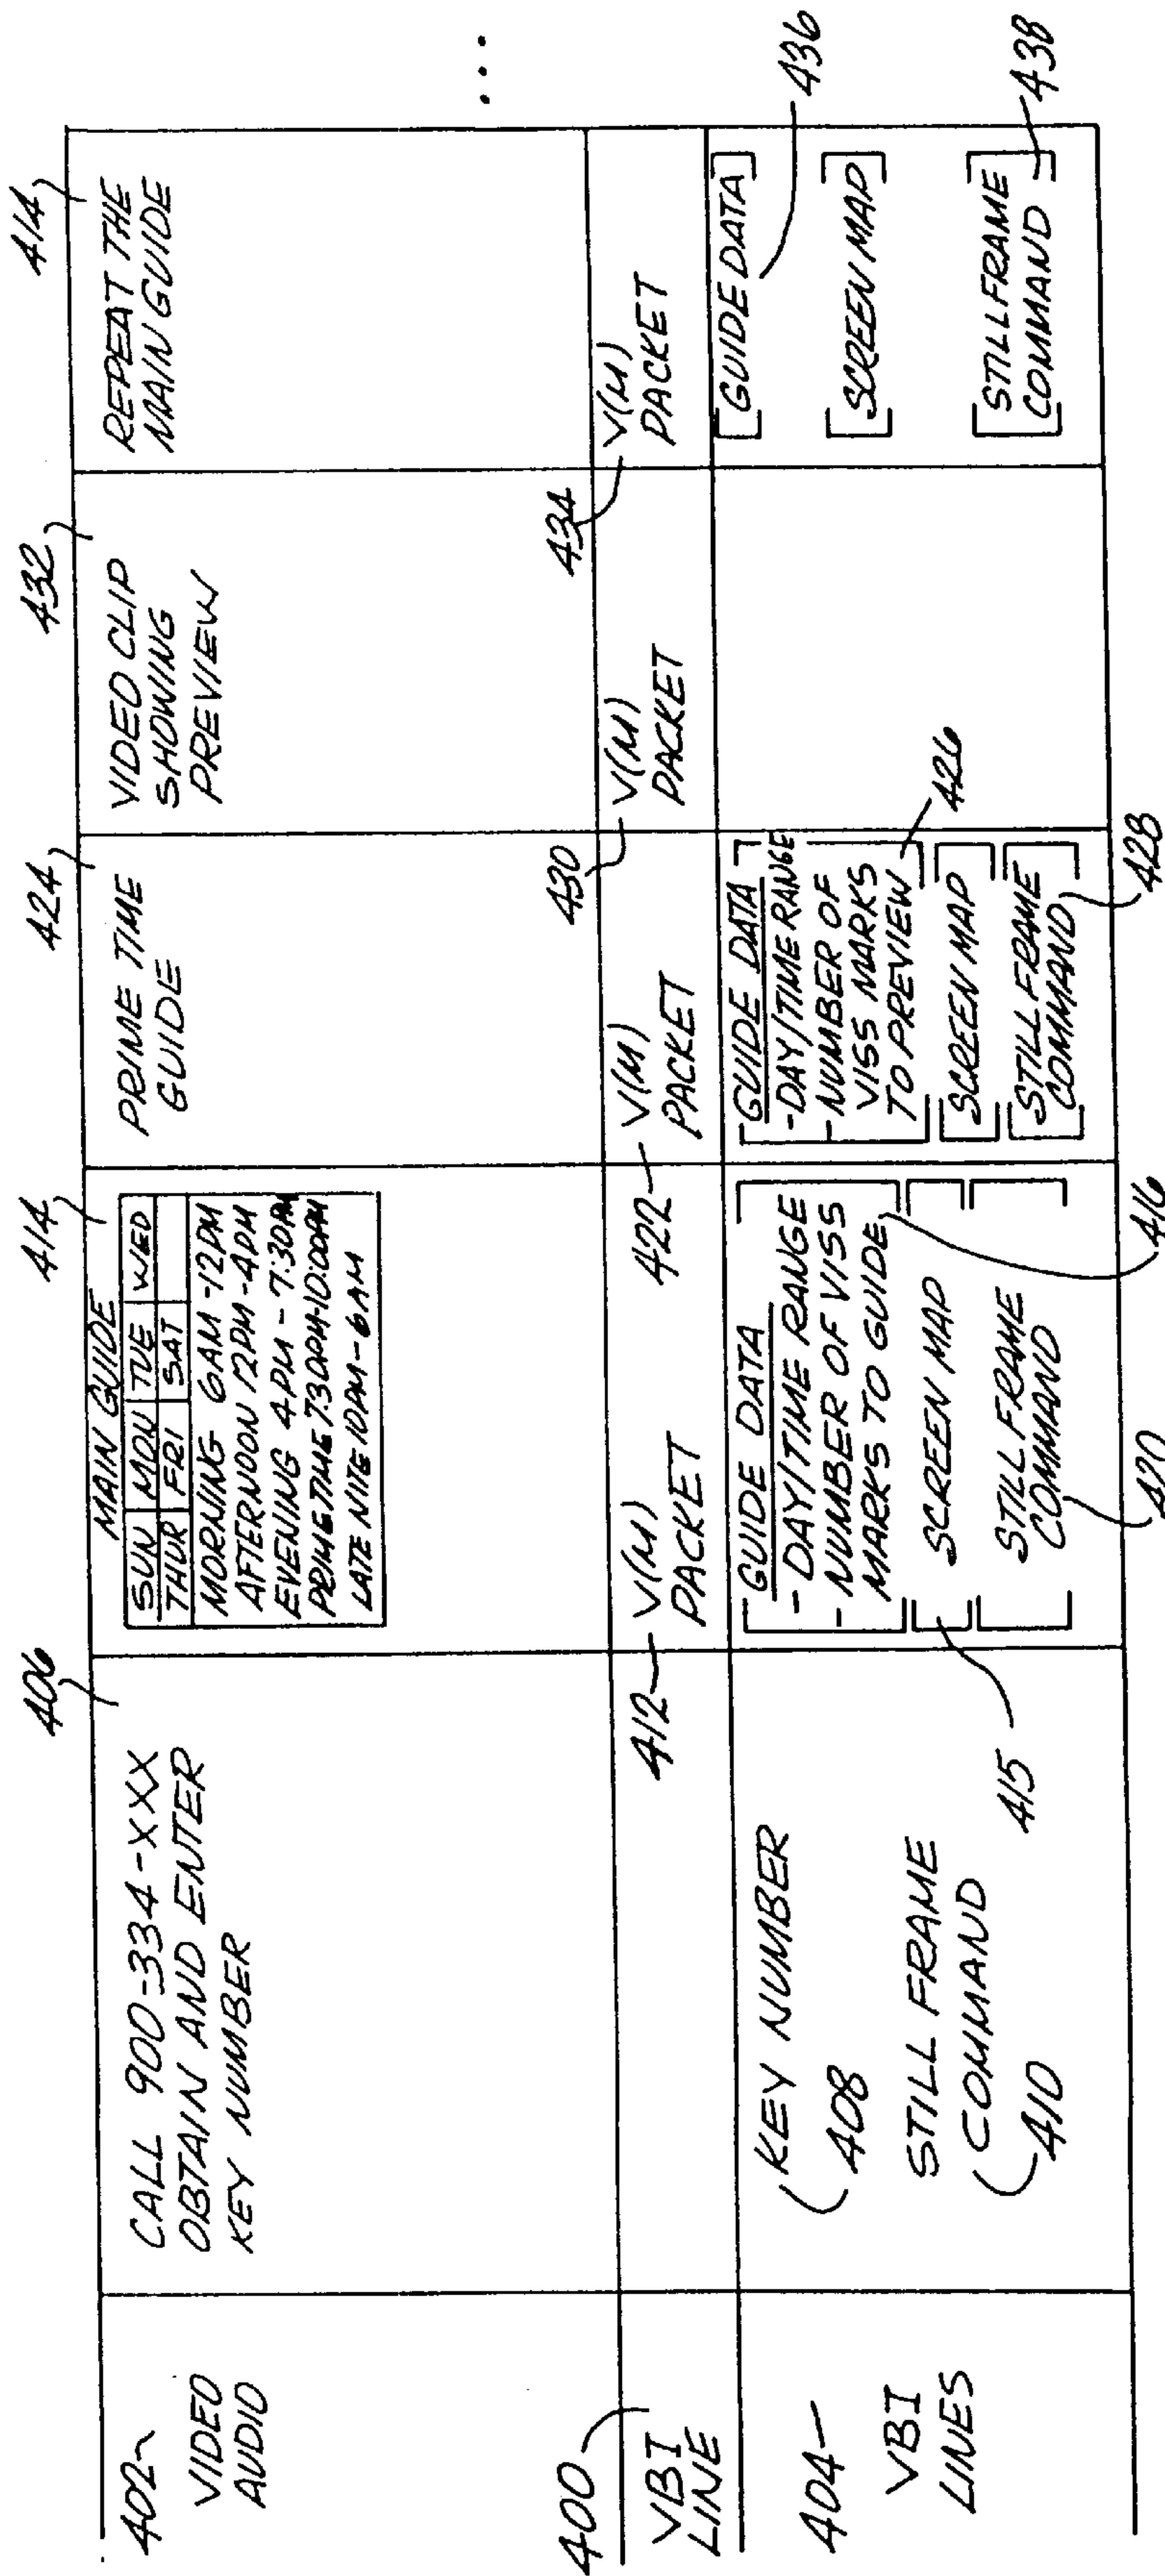 402
VIDEO
AUDIO
400
VBI
LINE
404
VBI
LINES
406
CALL 900-334-XXX
OBTAIN AND ENTER
KEY NUMBER
KEY NUMBER
408
STILL FRAME
COMMAND
410
414
MAIN GUIDE
SUN MON TUE WED
THUR FRI SAT
MORNING 6AM-12PM
AFTERNOON 12PM-4PM
EVENING 4PM-7:30PM
PRIME TIME 730PM-10:00PM
LATE NITE 10PM-6AM
412
V(M)
PACKET
GUIDE DATA
- DAY/TIME RANGE
- NUMBER OF VISS
MARKS TO GUIDE
416
415
SCREEN MAP
STILL FRAME
COMMAND
420
424
PRIME TIME
GUIDE
422
V(M)
PACKET
GUIDE DATA
-DAY/TIME RANGE
-NUMBER OF
VISS MARKS
TO PREVIEW
426
SCREEN MAP
STILL FRAME
COMMAND
428
432
VIDEO CLIP
SHOWING
PREVIEW
430
V(M)
PACKET
414
REPEAT THE
MAIN GUIDE
434
V(M)
PACKET
GUIDE DATA
436
SCREEN MAP
STILL FRAME
COMMAND
438
...